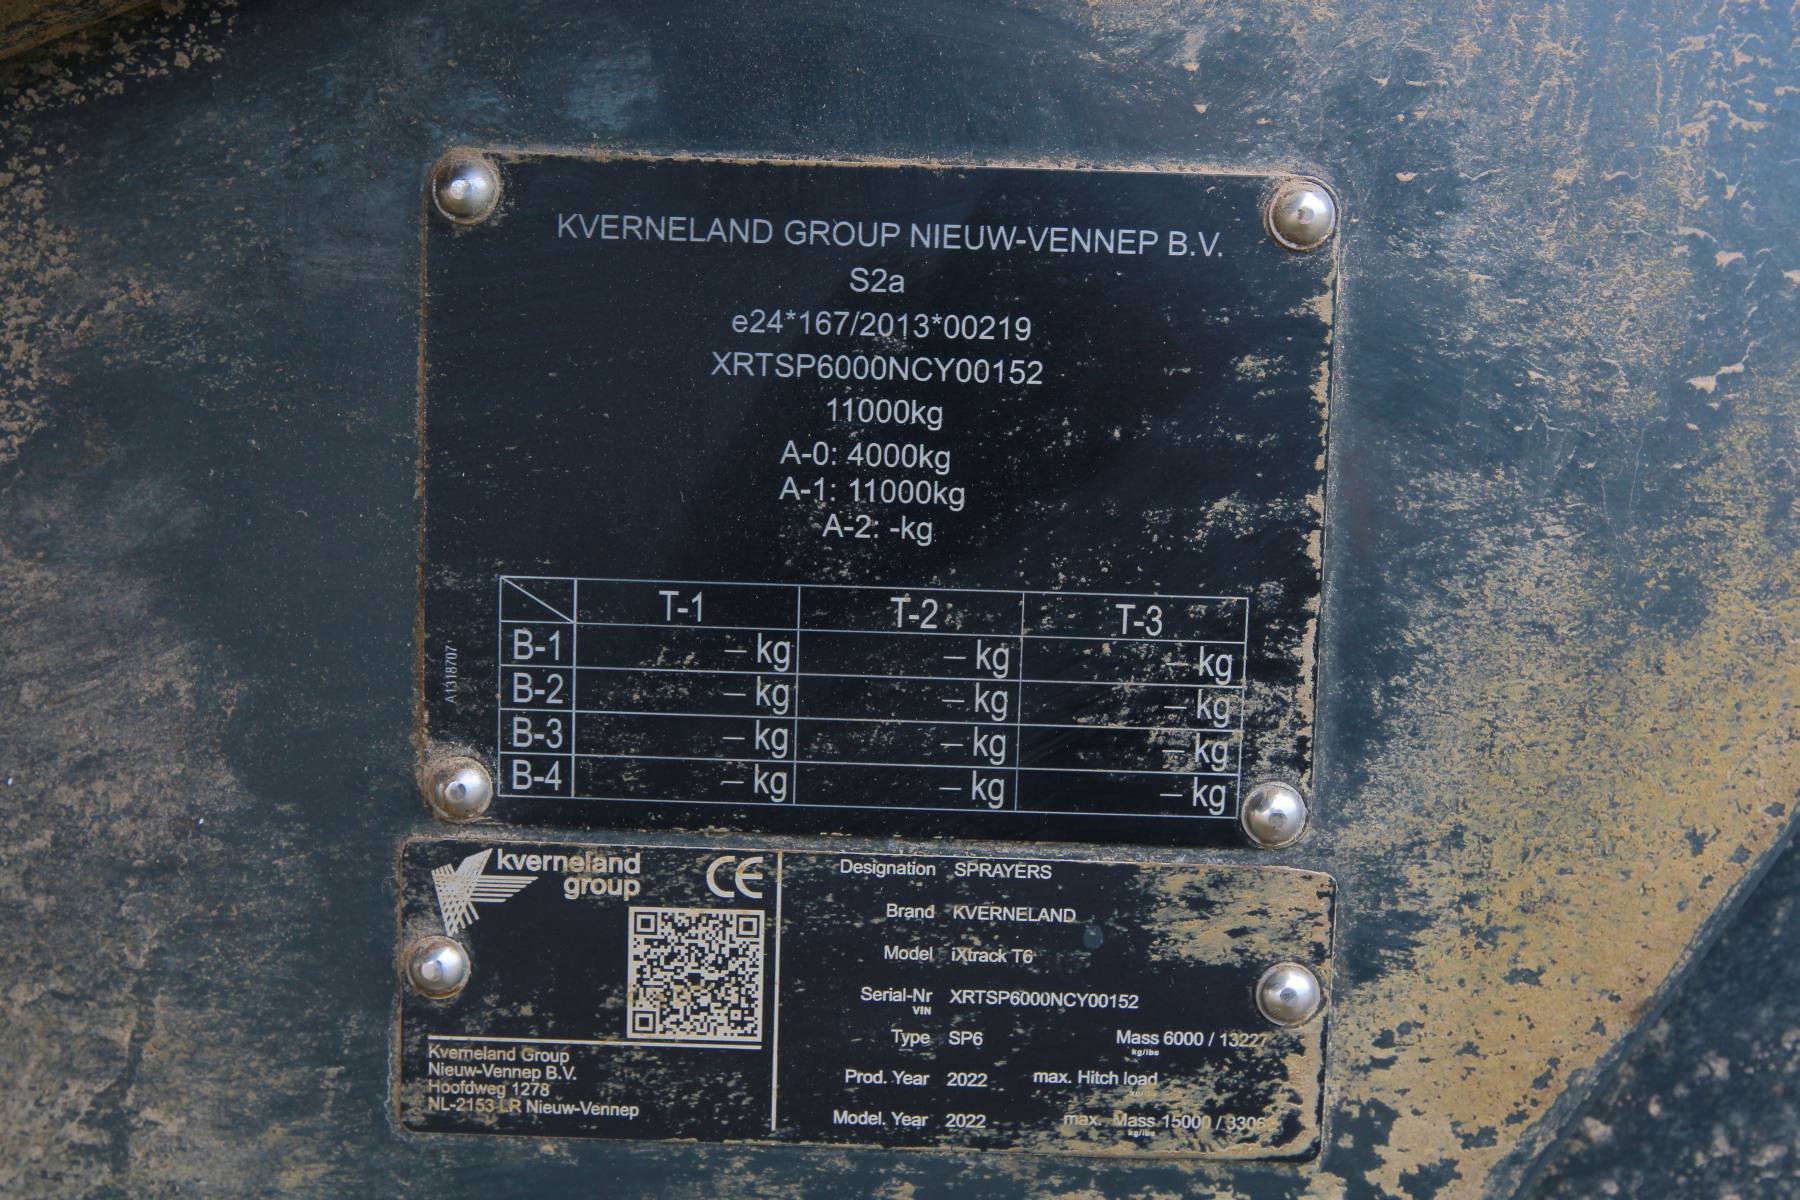 KVERNELAND GROUP NIEUW-VENNEP B.V.
S2a
e24*167/2013*00219
XRTSP6000NCY00152
11000kg
A-0: 4000kg
A-1: 11000kg
A-2: -kg
T-1 T-2 T-3
B-1 – kg – kg – kg
B-2 – kg – kg – kg
B-3 – kg – kg – kg
B-4 – kg – kg – kg
A1318707
kverneland
group
CE
Kverneland Group
Nieuw-Vennep B.V.
Hoofdweg 1278
NL-2153 LR Nieuw-Vennep
Designation SPRAYERS
Brand KVERNELAND
Model iXtrack T6
Serial-Nr XRTSP6000NCY00152
VIN
Type SP6 Mass 6000 / 13227
kg/lbs
Prod. Year 2022 max. Hitch load
Model. Year 2022 max. Mass 15000 /
kg/lbs